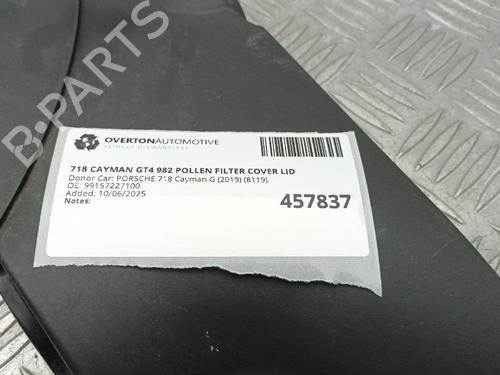 B-PARTS
OVERTONAUTOMOTIVE
VEHICLE DISMANTLERS
718 CAYMAN GT4 982 POLLEN FILTER COVER LID
Donor Car: PORSCHE 718 Cayman G (2019) (8119)
OE: 99157227100
Added: 10/06/2025
Notes:
457837